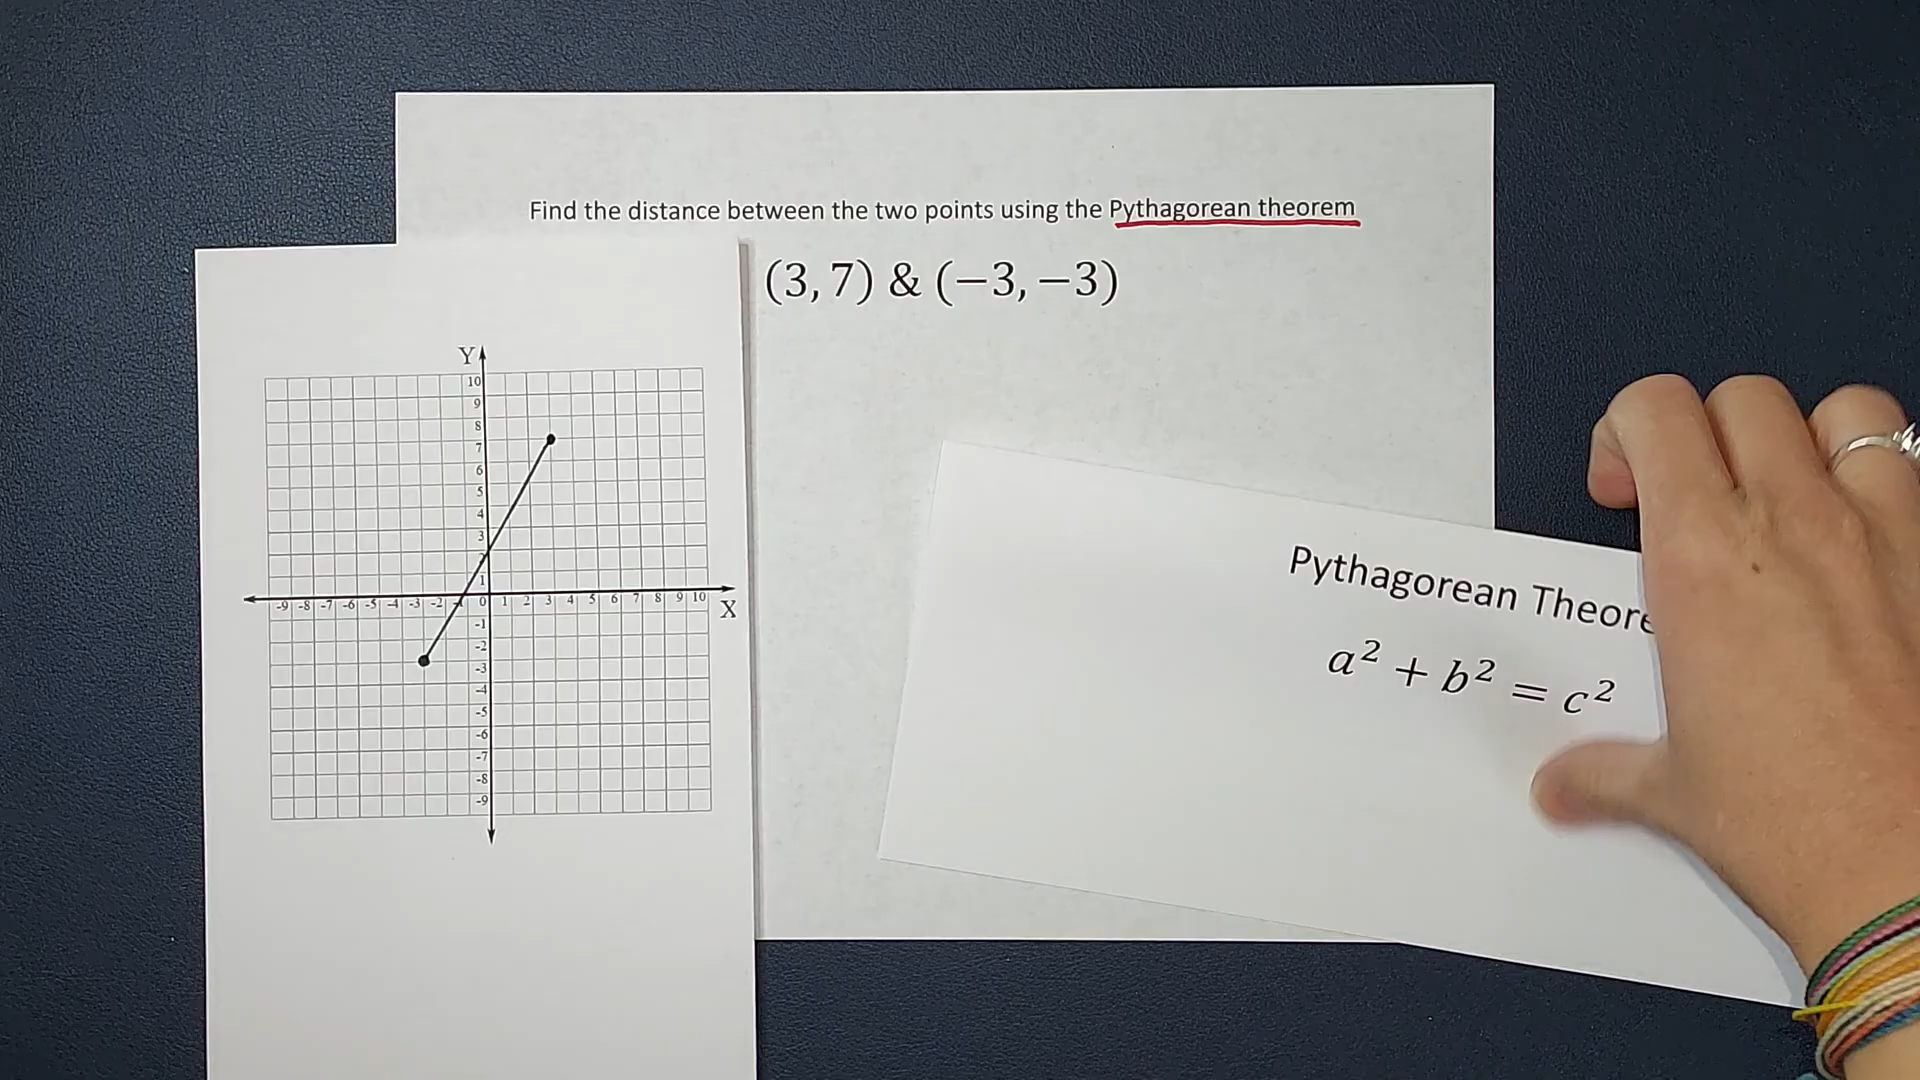 Find the distance between the two points using the Pythagorean theorem
(3, 7) & (−3, −3)
Y
10
9
8
7
6
5
4
3
2
1
-9 -8 -7 -6 -5 -4 -3 -2 -1 0 1 2 3 4 5 6 7 8 9 10
X
-1
-2
-3
-4
-5
-6
-7
-8
-9
Pythagorean
a² + b² = c²